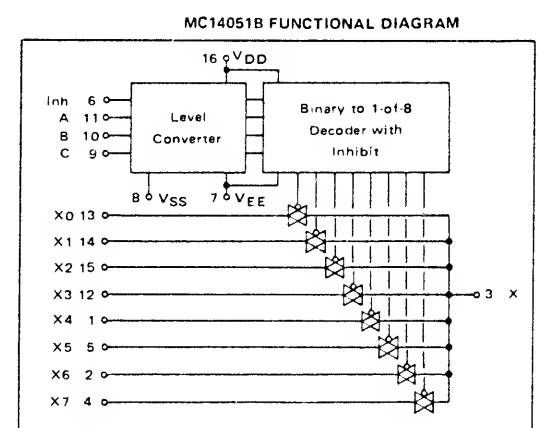 MC14051B FUNCTIONAL DIAGRAM
16 VDD
Inh 6
A 11
B 10
C 9
Level
Converter
Binary to 1-of-8
Decoder with
Inhibit
8 VSS
7 VEE
X0 13
X1 14
X2 15
X3 12
3 X
X4 1
X5 5
X6 2
X7 4